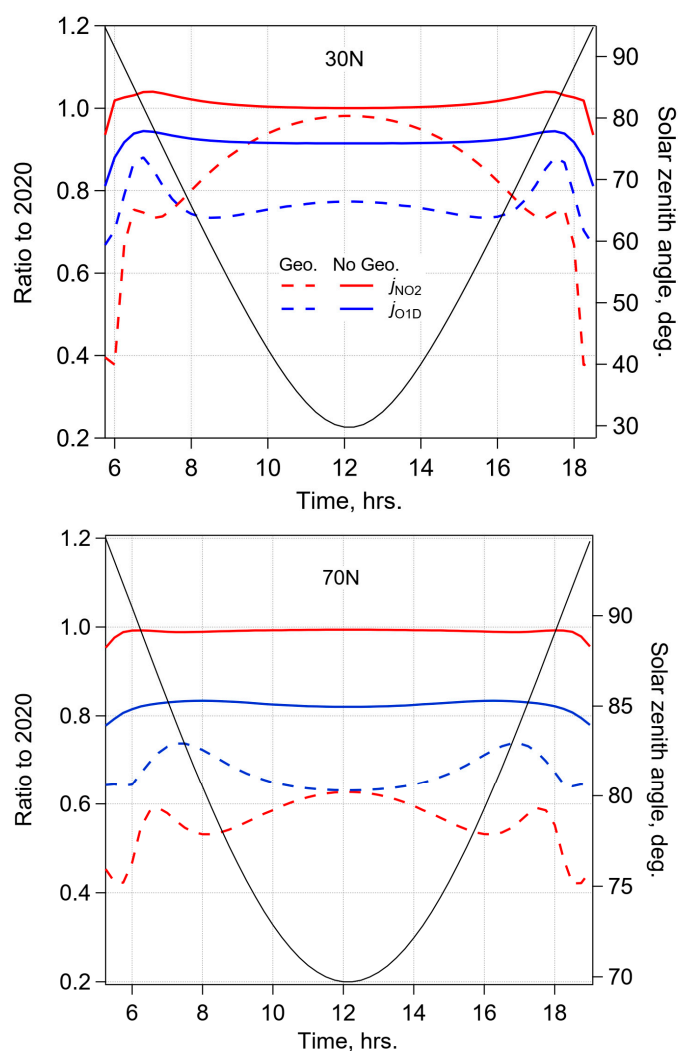 30N
Ratio to 2020
1.2
1.0
0.8
0.6
0.4
0.2
90
80
70
60
50
40
30
Solar zenith angle, deg.
Geo. No Geo.
jNO2
jO1D
6 8 10 12 14 16 18
Time, hrs.
70N
Ratio to 2020
1.2
1.0
0.8
0.6
0.4
0.2
90
85
80
75
70
Solar zenith angle, deg.
6 8 10 12 14 16 18
Time, hrs.